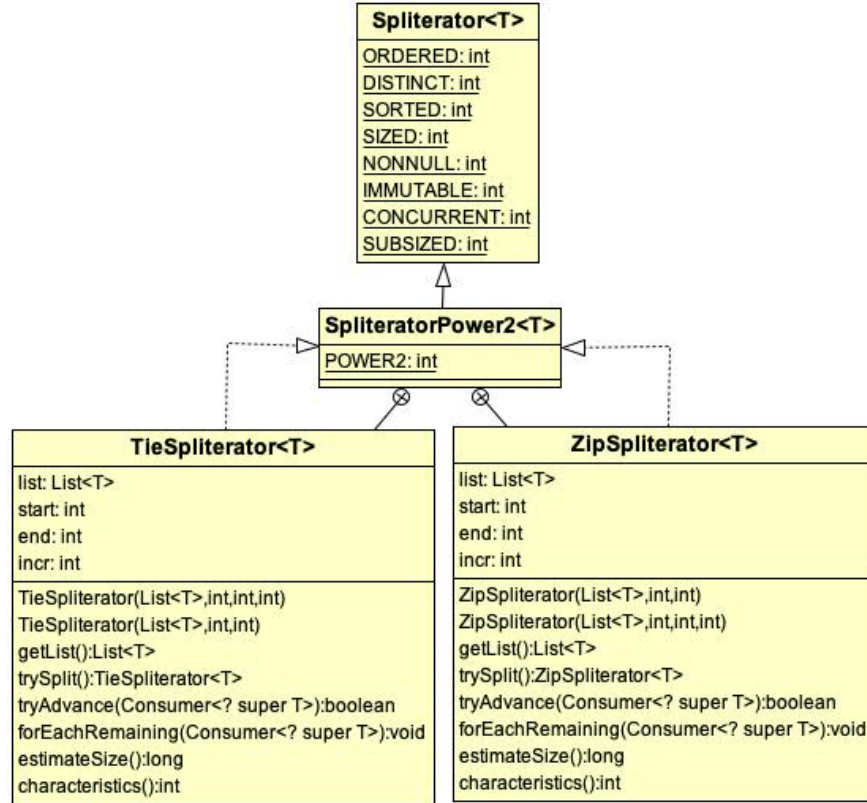 Spliterator<T>
ORDERED: int
DISTINCT: int
SORTED: int
SIZED: int
NONNULL: int
IMMUTABLE: int
CONCURRENT: int
SUBSIZED: int
SpliteratorPower2<T>
POWER2: int
TieSpliterator<T>
list: List<T>
start: int
end: int
incr: int
TieSpliterator(List<T>,int,int,int)
TieSpliterator(List<T>,int,int)
getList():List<T>
trySplit():TieSpliterator<T>
tryAdvance(Consumer<? super T>):boolean
forEachRemaining(Consumer<? super T>):void
estimateSize():long
characteristics():int
ZipSpliterator<T>
list: List<T>
start: int
end: int
incr: int
ZipSpliterator(List<T>,int,int)
ZipSpliterator(List<T>,int,int,int)
getList():List<T>
trySplit():ZipSpliterator<T>
tryAdvance(Consumer<? super T>):boolean
forEachRemaining(Consumer<? super T>):void
estimateSize():long
characteristics():int